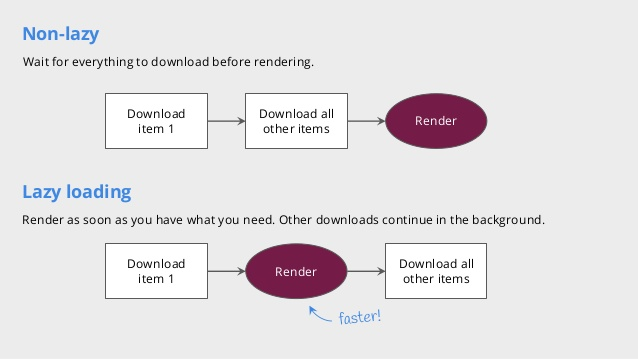 Non-lazy
Wait for everything to download before rendering.
Download
item 1
Download all
other items
Render
Lazy loading
Render as soon as you have what you need. Other downloads continue in the background.
Download
item 1
Render
Download all
other items
faster!